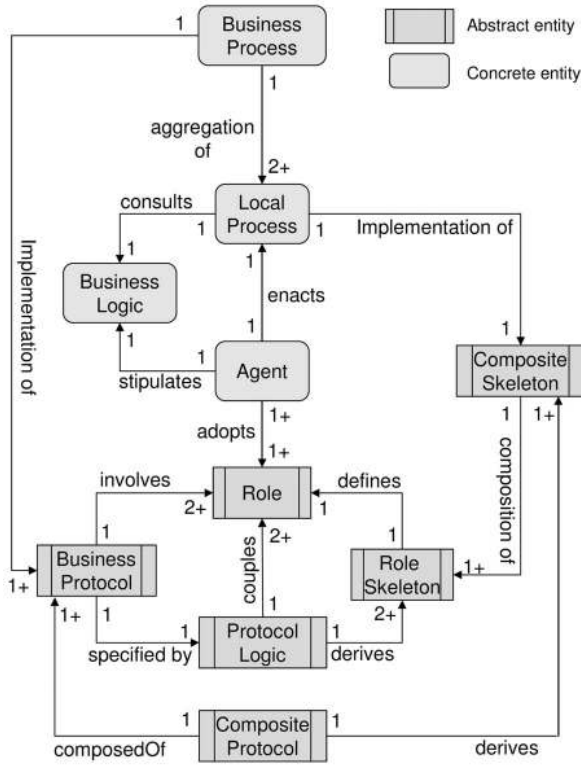 1
Business
Process
Abstract entity
Concrete entity
1
aggregation
of
2+
consults
Local
Process
1
1
Implementation of
1
1
Business
Logic
enacts
Implementation of
1
1
1
1
Agent
stipulates
Composite
Skeleton
1+
adopts
1+
1
1+
involves
Role
defines
composition of
2+
2+
1
1
couples
1
Business
Protocol
Role
Skeleton
1+
1+
1+
1
1
1
Protocol
Logic
1
2+
specified by
derives
1
Composite
Protocol
1
composedOf
derives